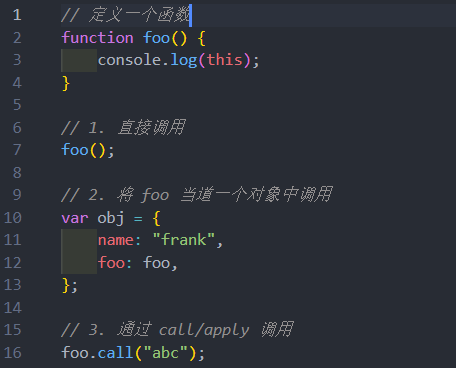 1 // 定义一个函数
2 function foo() {
3     console.log(this);
4 }
5
6 // 1. 直接调用
7 foo();
8
9 // 2. 将 foo 当道一个对象中调用
10 var obj = {
11     name: "frank",
12     foo: foo,
13 };
14
15 // 3. 通过 call/apply 调用
16 foo.call("abc");